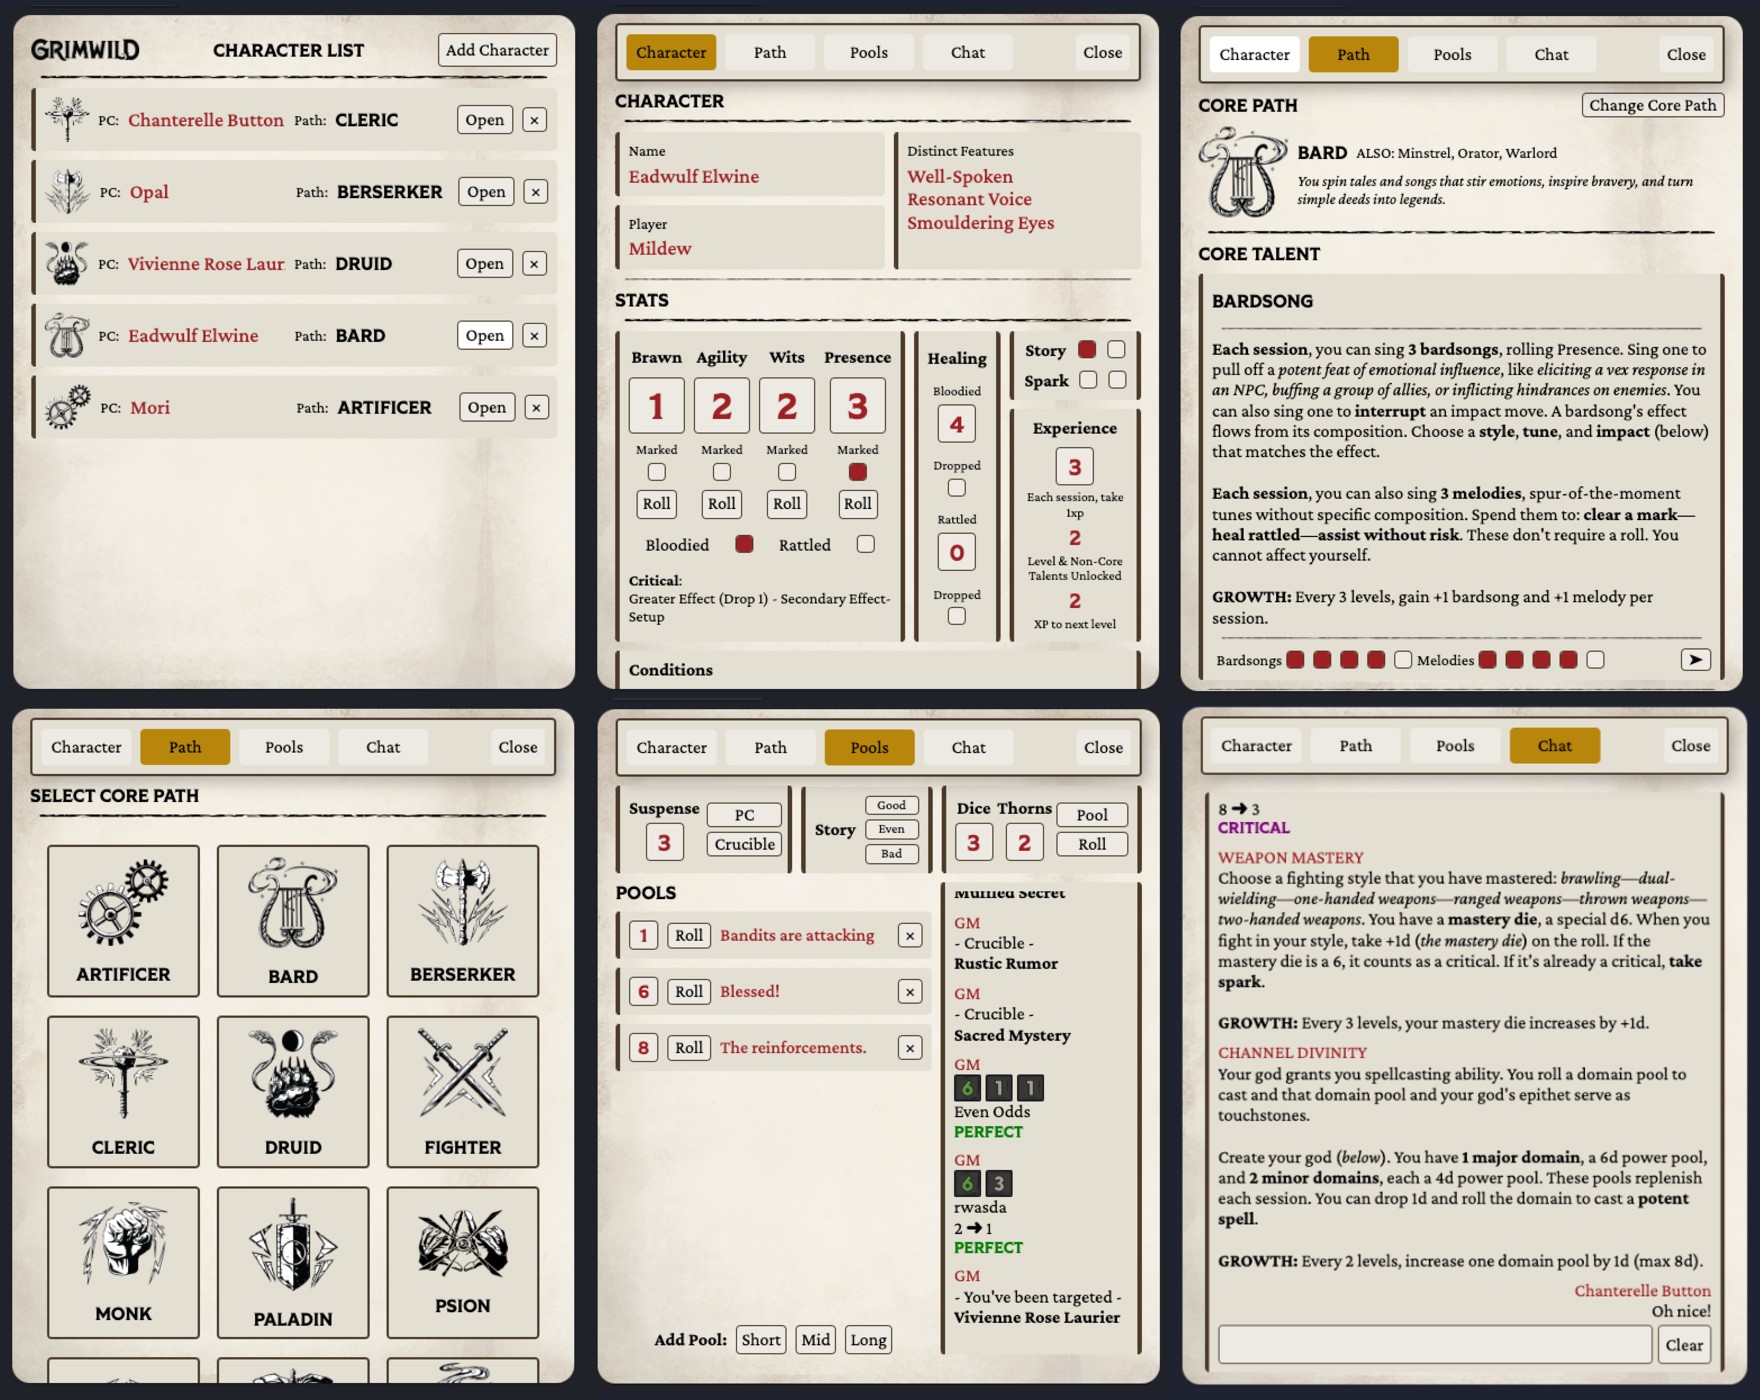 GRIMWILD
CHARACTER LIST
Add Character
PC: Chanterelle Button Path: CLERIC Open ×
PC: Opal Path: BERSERKER Open ×
PC: Vivienne Rose Laur Path: DRUID Open ×
PC: Eadwulf Elwine Path: BARD Open ×
PC: Mori Path: ARTIFICER Open ×
Character Path Pools Chat Close
CHARACTER
Name
Eadwulf Elwine
Player
Mildew
Distinct Features
Well-Spoken
Resonant Voice
Smouldering Eyes
STATS
Brawn Agility Wits Presence
1 2 2 3
Marked Marked Marked Marked
Roll Roll Roll Roll
Bloodied Rattled
Critical:
Greater Effect (Drop 1) - Secondary Effect-
Setup
Healing
Bloodied
4
Dropped
Rattled
0
Dropped
Story
Spark
Experience
3
Each session, take
1xp
2
Level & Non-Core
Talents Unlocked
2
XP to next level
Conditions
Character Path Pools Chat Close
CORE PATH
Change Core Path
BARD ALSO: Minstrel, Orator, Warlord
You spin tales and songs that stir emotions, inspire bravery, and turn
simple deeds into legends.
CORE TALENT
BARDSONG
Each session, you can sing 3 bardsongs, rolling Presence. Sing one to
pull off a potent feat of emotional influence, like eliciting a vex response in
an NPC, buffing a group of allies, or inflicting hindrances on enemies. You
can also sing one to interrupt an impact move. A bardsong's effect
flows from its composition. Choose a style, tune, and impact (below)
that matches the effect.
Each session, you can also sing 3 melodies, spur-of-the-moment
tunes without specific composition. Spend them to: clear a mark—
heal rattled—assist without risk. These don't require a roll. You
cannot affect yourself.
GROWTH: Every 3 levels, gain +1 bardsong and +1 melody per
session.
Bardsongs Melodies ➤
Character Path Pools Chat Close
SELECT CORE PATH
ARTIFICER
BARD
BERSERKER
CLERIC
DRUID
FIGHTER
MONK
PALADIN
PSION
Character Path Pools Chat Close
Suspense
3
PC
Crucible
Story
Good
Even
Bad
Dice Thorns
3 2
Pool
Roll
POOLS
1 Roll Bandits are attacking ×
6 Roll Blessed! ×
8 Roll The reinforcements. ×
Add Pool: Short Mid Long
Muffled Secret
GM
- Crucible -
Rustic Rumor
GM
- Crucible -
Sacred Mystery
GM
6 1 1
Even Odds
PERFECT
GM
6 3
rwasda
2 ➜ 1
PERFECT
GM
- You've been targeted -
Vivienne Rose Laurier
Character Path Pools Chat Close
8 ➜ 3
CRITICAL
WEAPON MASTERY
Choose a fighting style that you have mastered: brawling—dual-
wielding—one-handed weapons—ranged weapons—thrown weapons—
two-handed weapons. You have a mastery die, a special d6. When you
fight in your style, take +1d (the mastery die) on the roll. If the
mastery die is a 6, it counts as a critical. If it's already a critical, take
spark.
GROWTH: Every 3 levels, your mastery die increases by +1d.
CHANNEL DIVINITY
Your god grants you spellcasting ability. You roll a domain pool to
cast and that domain pool and your god's epithet serve as
touchstones.
Create your god (below). You have 1 major domain, a 6d power pool,
and 2 minor domains, each a 4d power pool. These pools replenish
each session. You can drop 1d and roll the domain to cast a potent
spell.
GROWTH: Every 2 levels, increase one domain pool by 1d (max 8d).
Chanterelle Button
Oh nice!
Clear